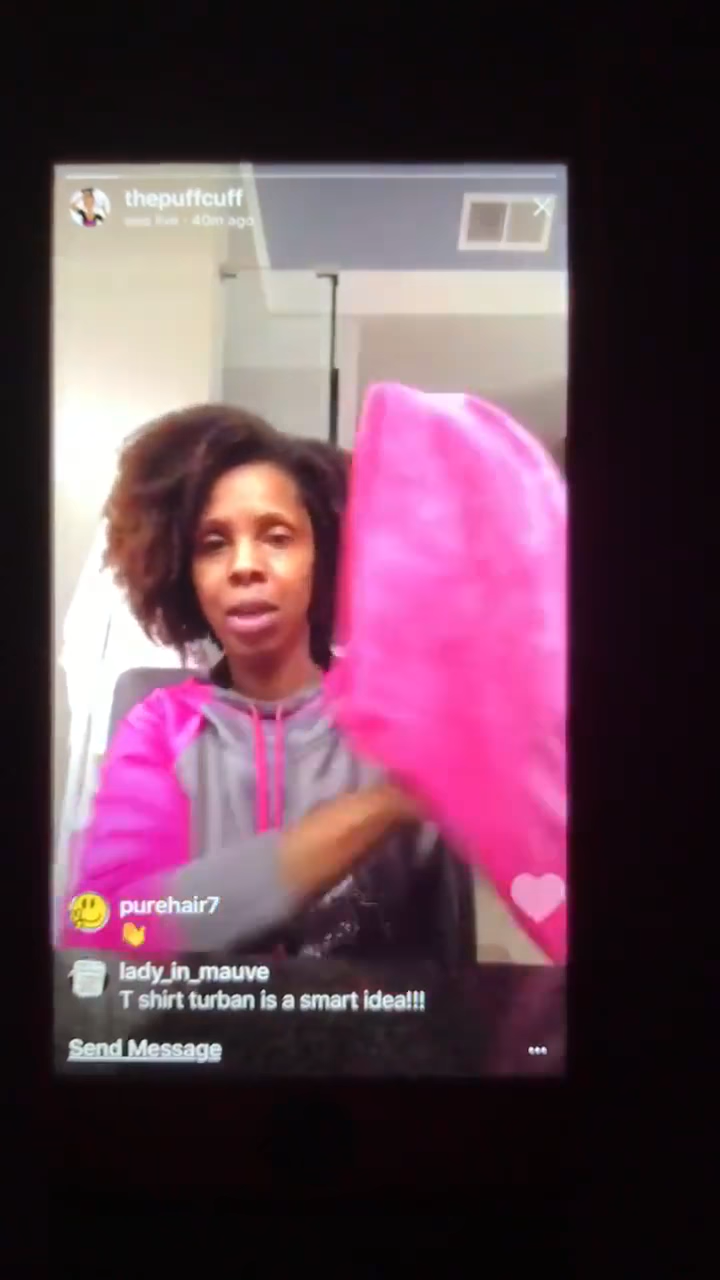 thepuffcuff
was live · 40m ago
purehair7
lady_in_mauve
T shirt turban is a smart idea!!!
Send Message